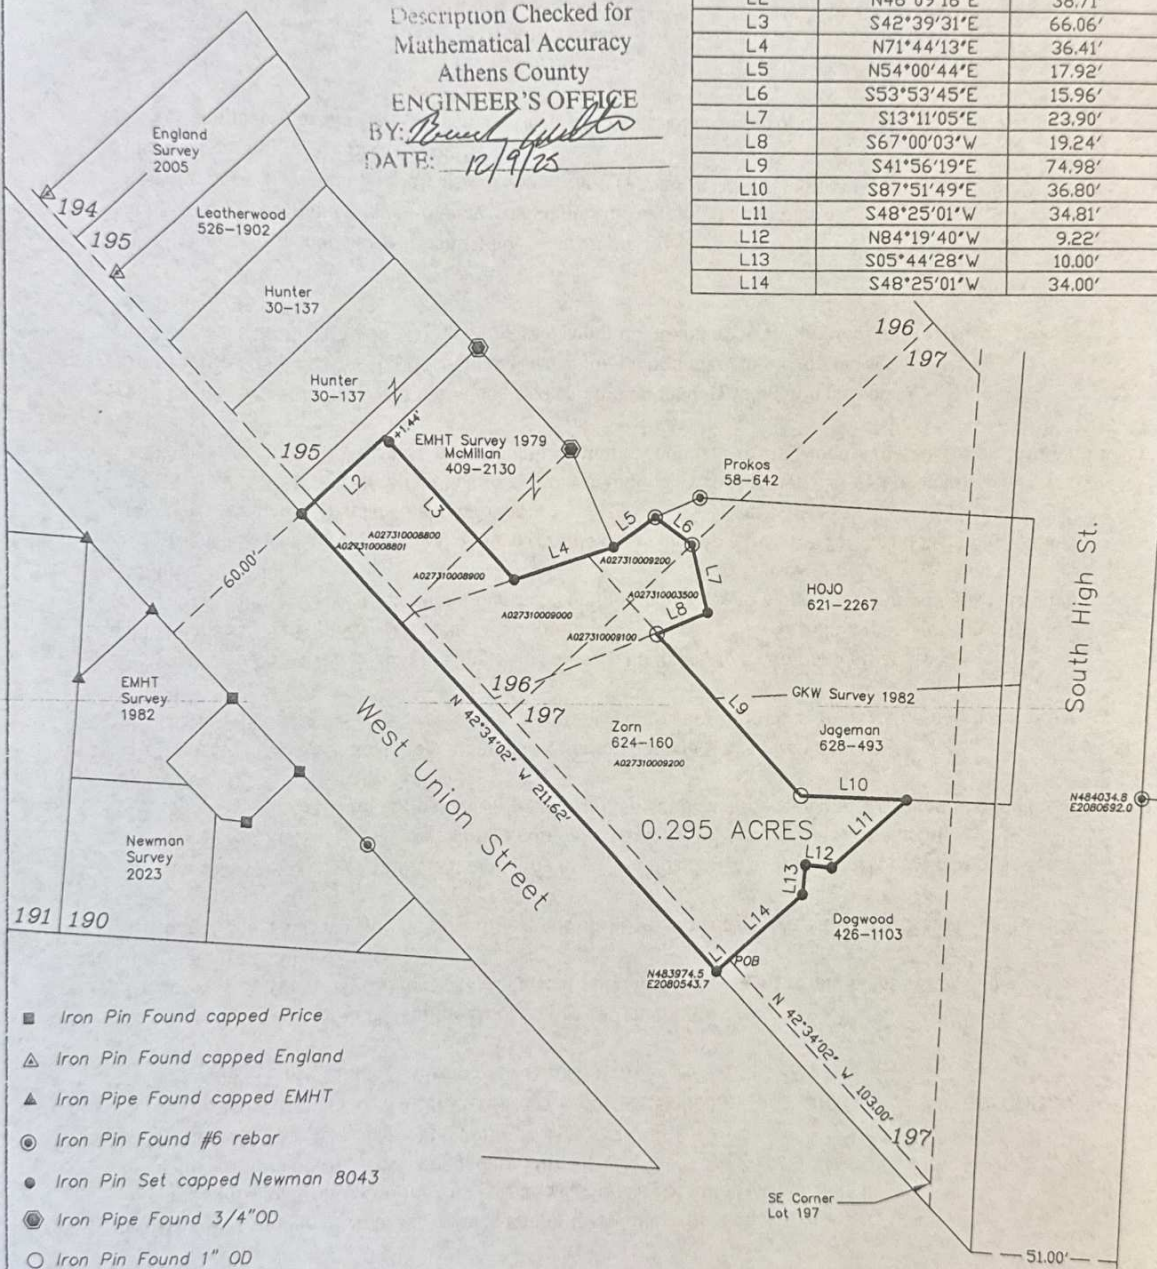 Description Checked for
Mathematical Accuracy
Athens County
ENGINEER'S OFFICE
BY:
DATE: 12/9/25
L2 N48°09'18"E 38.71'
L3 S42°39'31"E 66.06'
L4 N71°44'13"E 36.41'
L5 N54°00'44"E 17.92'
L6 S53°53'45"E 15.96'
L7 S13°11'05"E 23.90'
L8 S67°00'03"W 19.24'
L9 S41°56'19"E 74.98'
L10 S87°51'49"E 36.80'
L11 S48°25'01"W 34.81'
L12 N84°19'40"W 9.22'
L13 S05°44'28"W 10.00'
L14 S48°25'01"W 34.00'
England
Survey
2005
194
195
Leatherwood
526-1902
Hunter
30-137
Hunter
30-137
195
196
197
+1.44'
EMHT Survey 1979
McMillan
409-2130
L2
L3
L4
L5
L6
L7
L8
Prokos
58-642
A027310008800
A027310008801
A027310008900
A027310009000
A027310009200
A027310003500
A027310009100
60.00'
HOJO
621-2267
South High St.
EMHT
Survey
1982
196
197
N 42°34'02" W 211.62'
West Union Street
Zorn
624-160
A027310009200
L9
GKW Survey 1982
Jageman
628-493
L10
N484034.8
E2080692.0
0.295 ACRES
L11
L12
L13
L14
Newman
Survey
2023
191
190
Dogwood
426-1103
L1
POB
N483974.5
E2080543.7
N 42°34'02" W 103.00'
197
SE Corner
Lot 197
51.00'
Iron Pin Found capped Price
Iron Pin Found capped England
Iron Pipe Found capped EMHT
Iron Pin Found #6 rebar
Iron Pin Set capped Newman 8043
Iron Pipe Found 3/4"OD
Iron Pin Found 1" OD